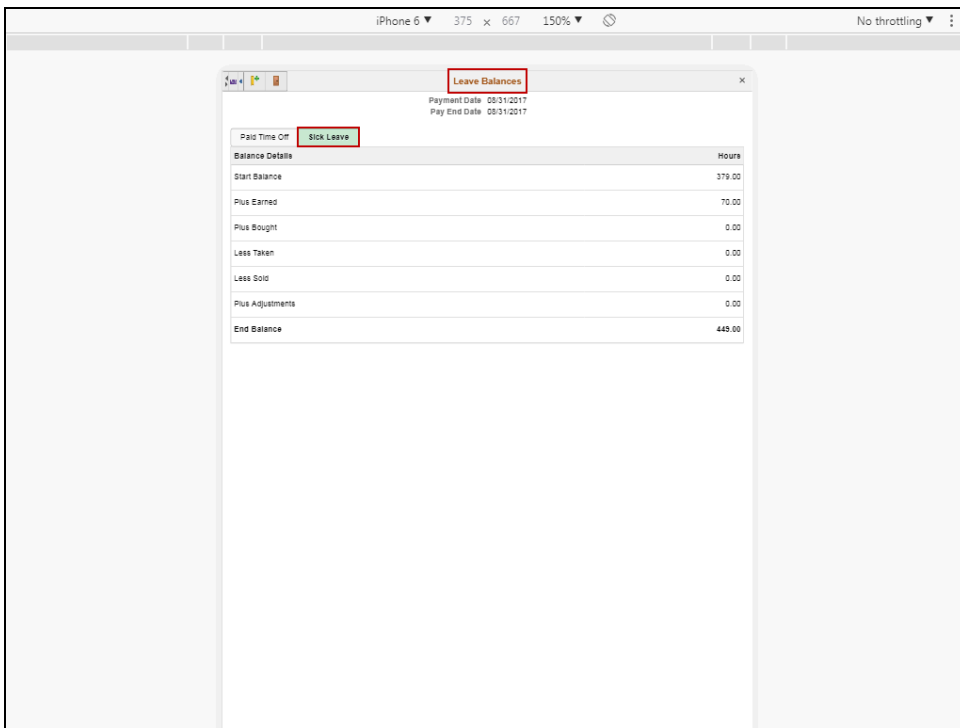 iPhone 6 ▼ 375 × 667 150% ▼ No throttling ▼
Leave Balances ×
Payment Date 08/31/2017
Pay End Date 08/31/2017
Paid Time Off Sick Leave
Balance Details Hours
Start Balance 379.00
Plus Earned 70.00
Plus Bought 0.00
Less Taken 0.00
Less Sold 0.00
Plus Adjustments 0.00
End Balance 449.00